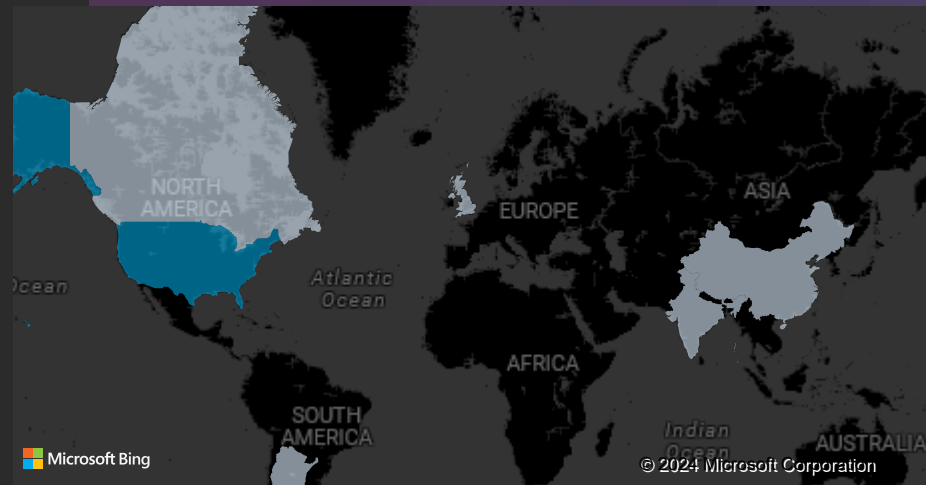 NORTH
AMERICA
EUROPE
ASIA
Ocean
Atlantic
Ocean
AFRICA
SOUTH
AMERICA
Indian
Ocean
AUSTRALIA
Microsoft Bing
© 2024 Microsoft Corporation